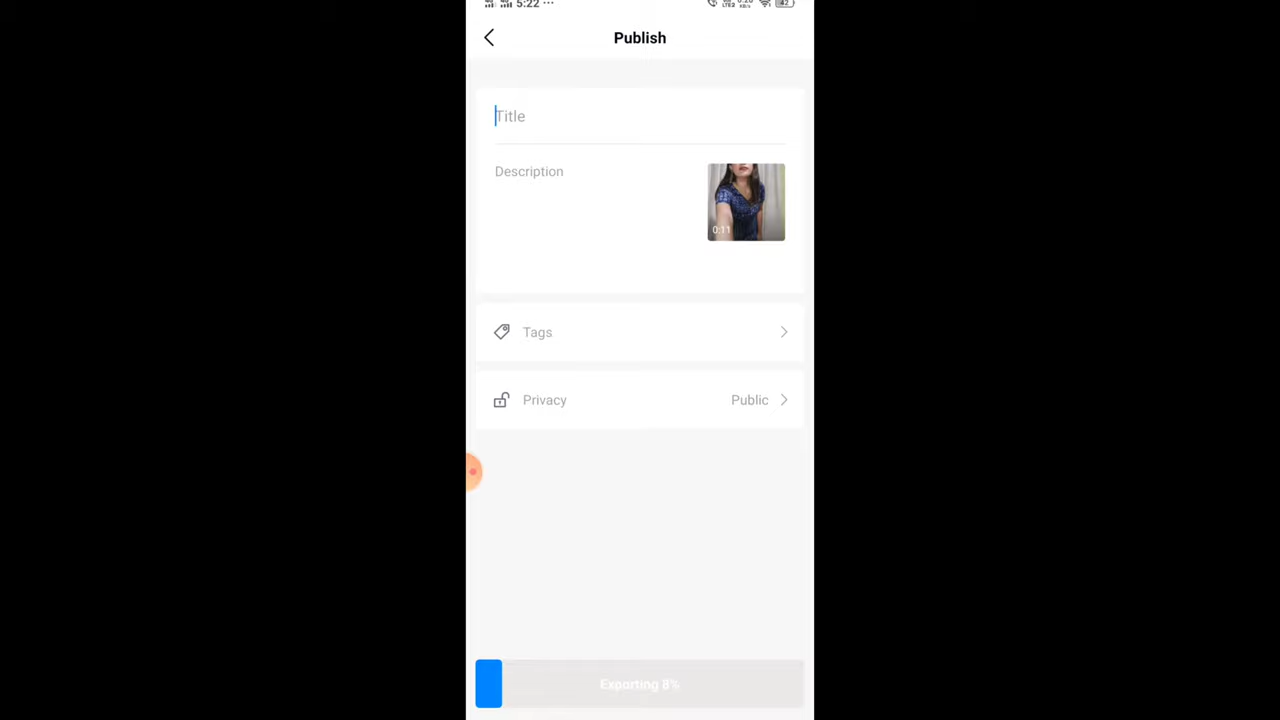 5:22 ...
Publish
Title
Description
0:11
Tags
Privacy Public
Exporting 8%